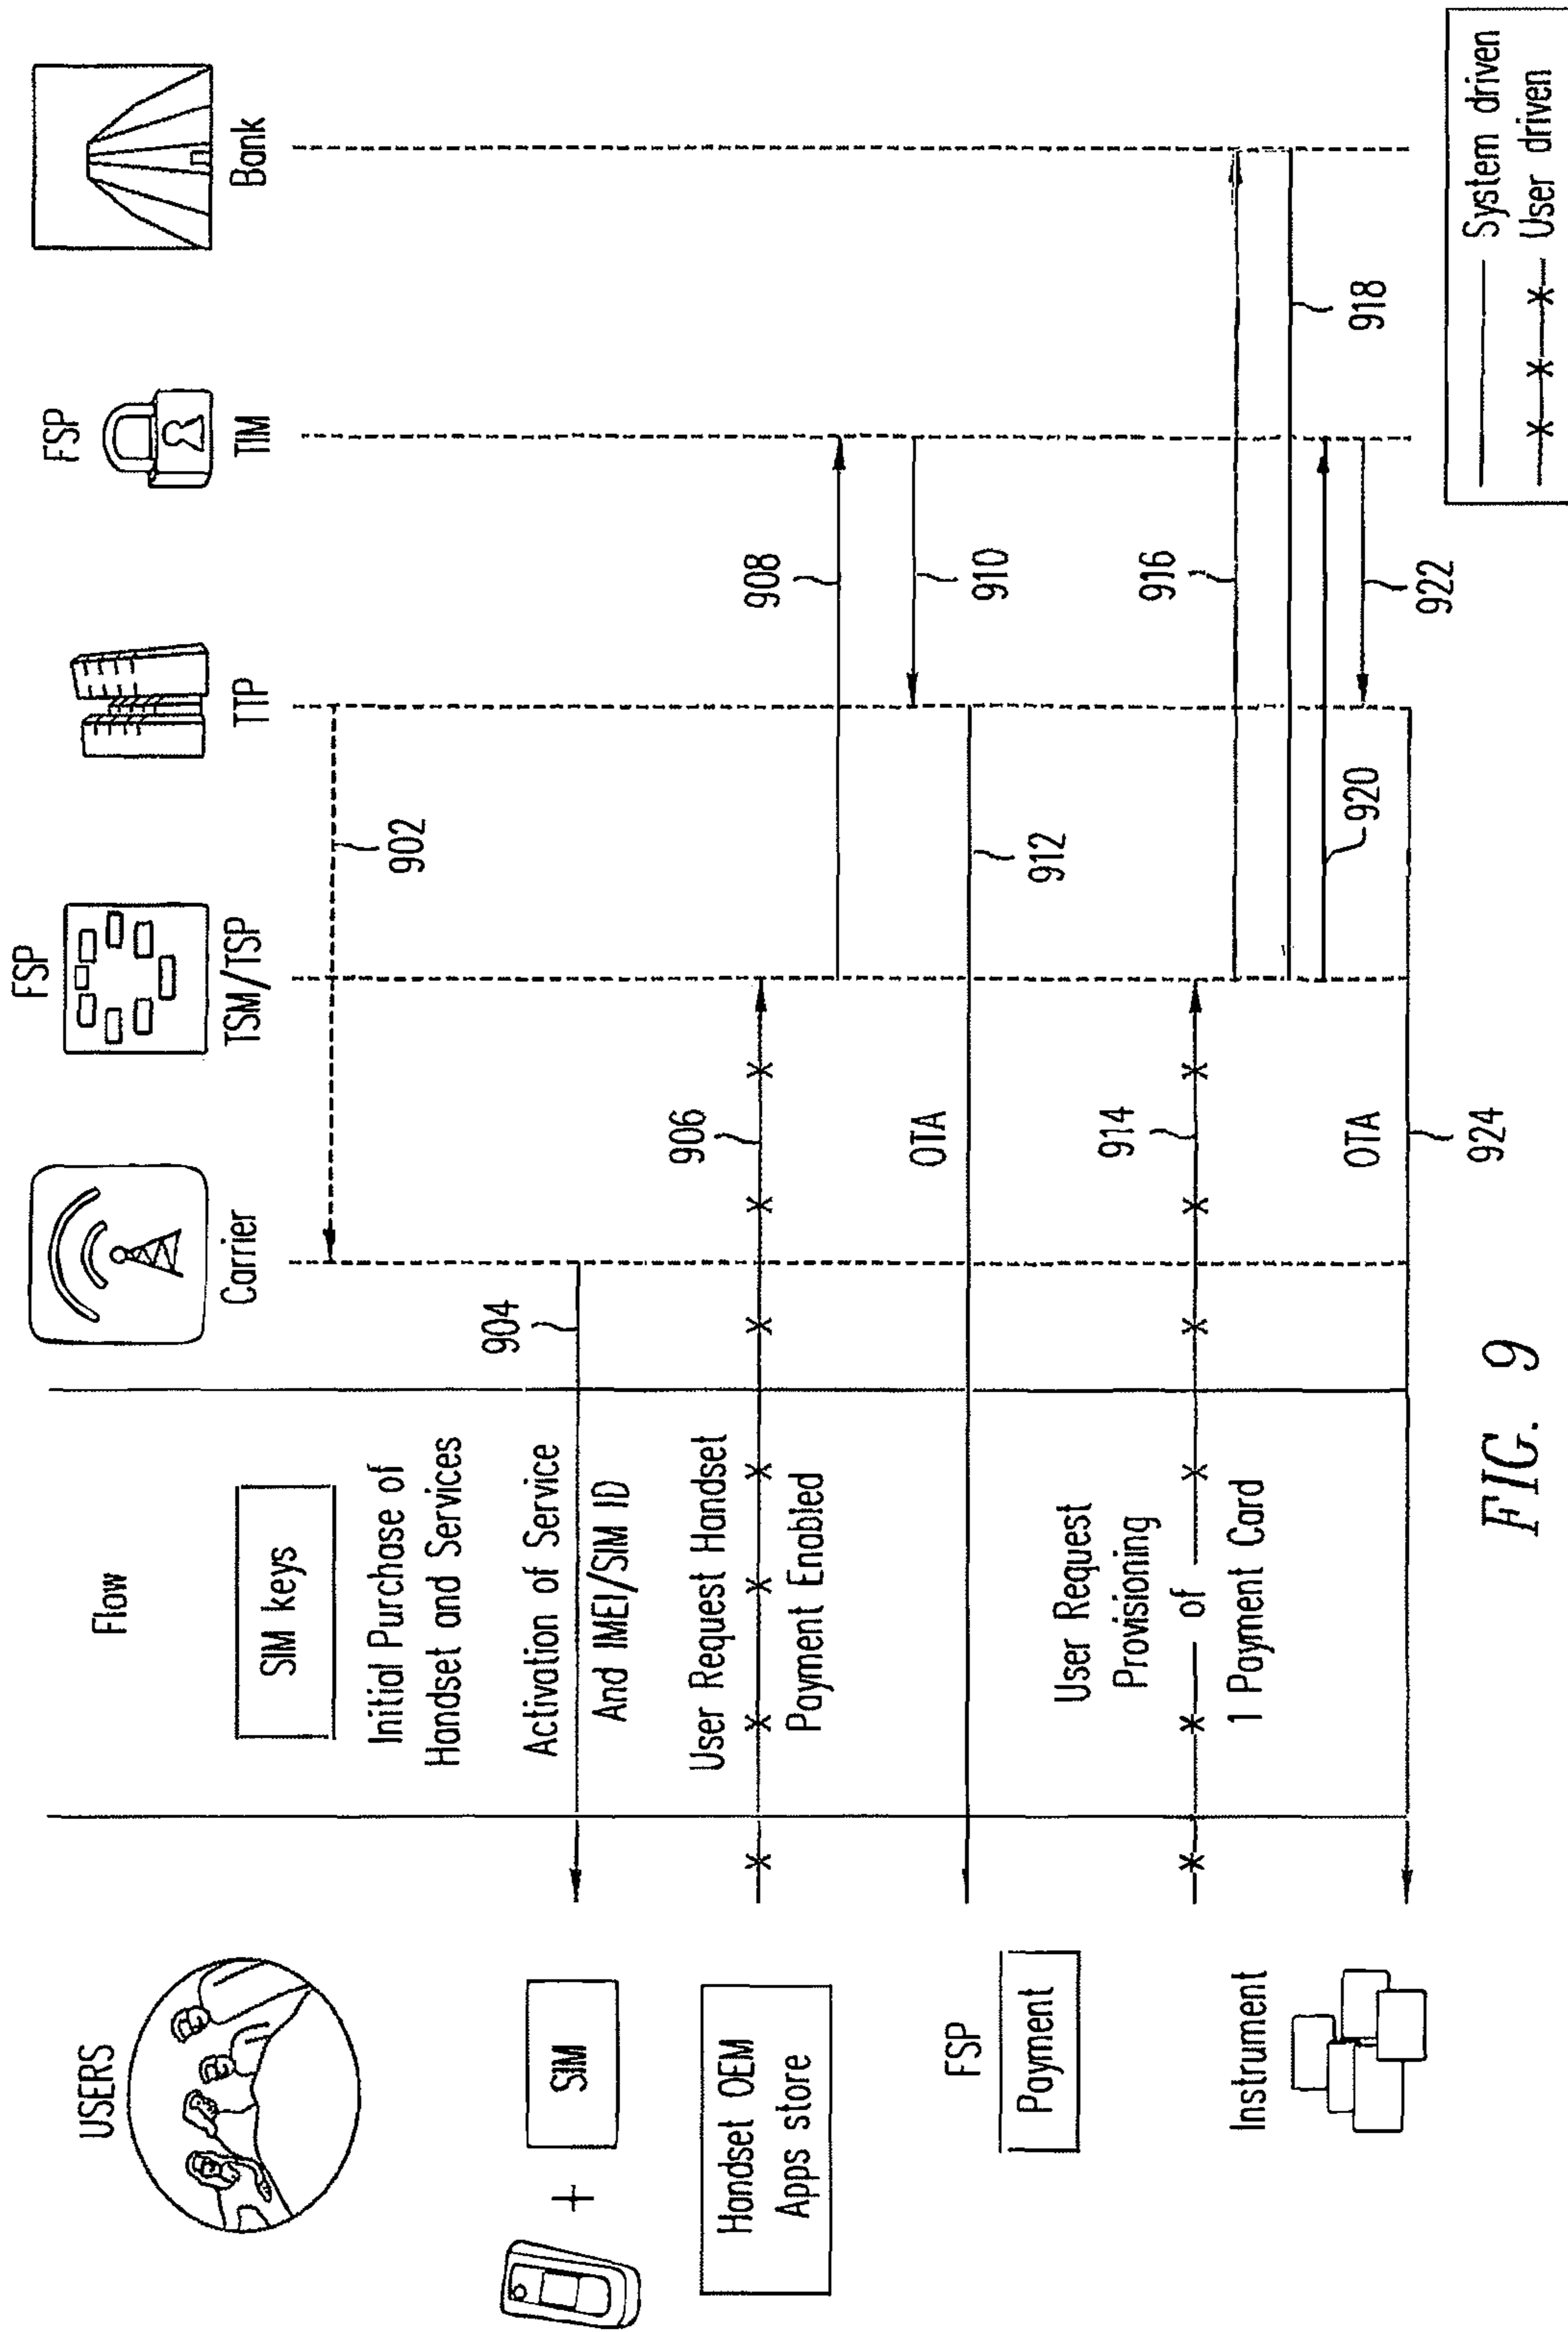 USERS
Flow
FSP
FSP
Carrier
TSM/TSP
TTP
TIM
Bank
SIM keys
902
Initial Purchase of
Handset and Services
904
Activation of Service
And IMEI/SIM ID
+
SIM
906
User Request Handset
Payment Enabled
Handset OEM
Apps store
908
910
OTA
912
FSP
Payment
User Request
Provisioning
of
1 Payment Card
914
916
Instrument
918
920
OTA
922
924
System driven
User driven
FIG. 9